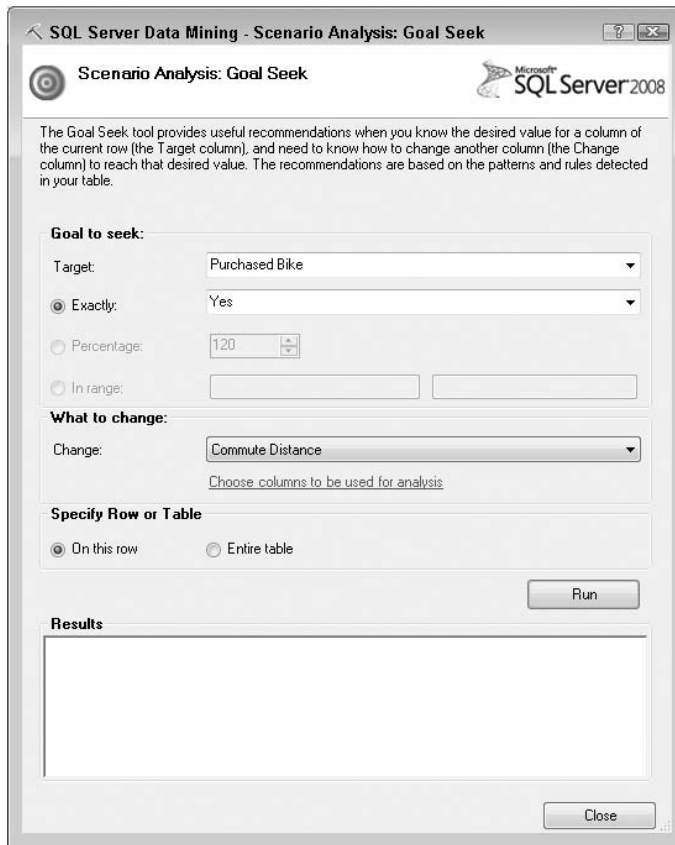 SQL Server Data Mining - Scenario Analysis: Goal Seek
?
Scenario Analysis: Goal Seek
Microsoft®
SQL Server 2008
The Goal Seek tool provides useful recommendations when you know the desired value for a column of
the current row (the Target column), and need to know how to change another column (the Change
column) to reach that desired value. The recommendations are based on the patterns and rules detected
in your table.
Goal to seek:
Target: Purchased Bike
Exactly: Yes
Percentage: 120
In range:
What to change:
Change: Commute Distance
Choose columns to be used for analysis
Specify Row or Table
On this row Entire table
Run
Results
Close